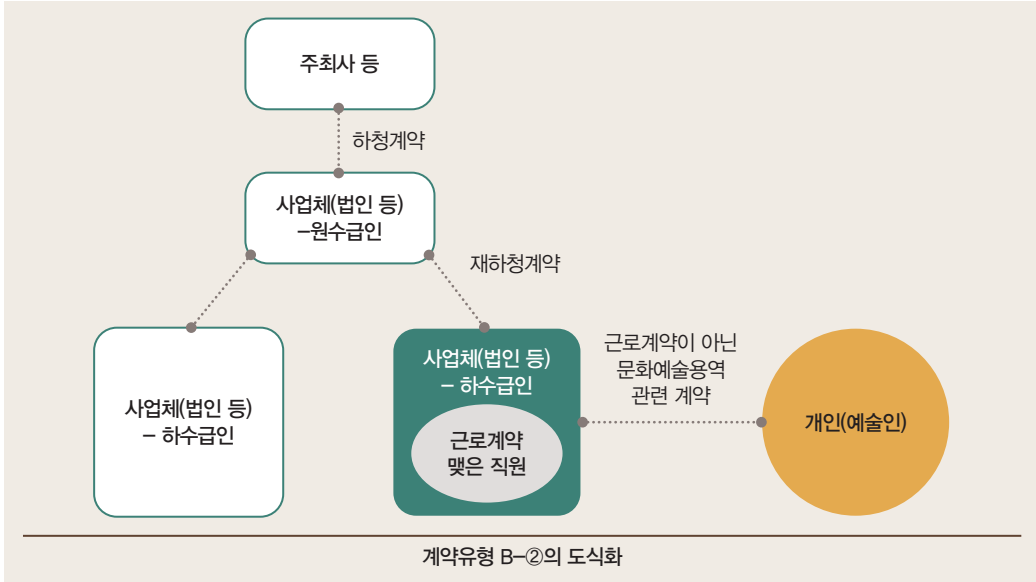 주최사 등
하청계약
사업체(법인 등)
–원수급인
재하청계약
사업체(법인 등)
– 하수급인
사업체(법인 등)
– 하수급인
근로계약
맺은 직원
근로계약이 아닌
문화예술용역
관련 계약
개인(예술인)
계약유형 B–②의 도식화